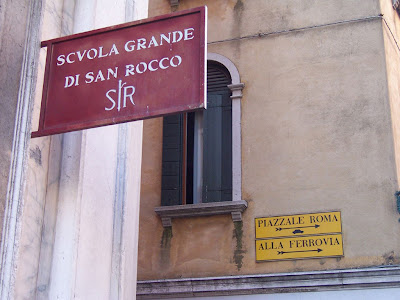 SCVOLA GRANDE
DI SAN ROCCO
SR
PIAZZALE ROMA
ALLA FERROVIA